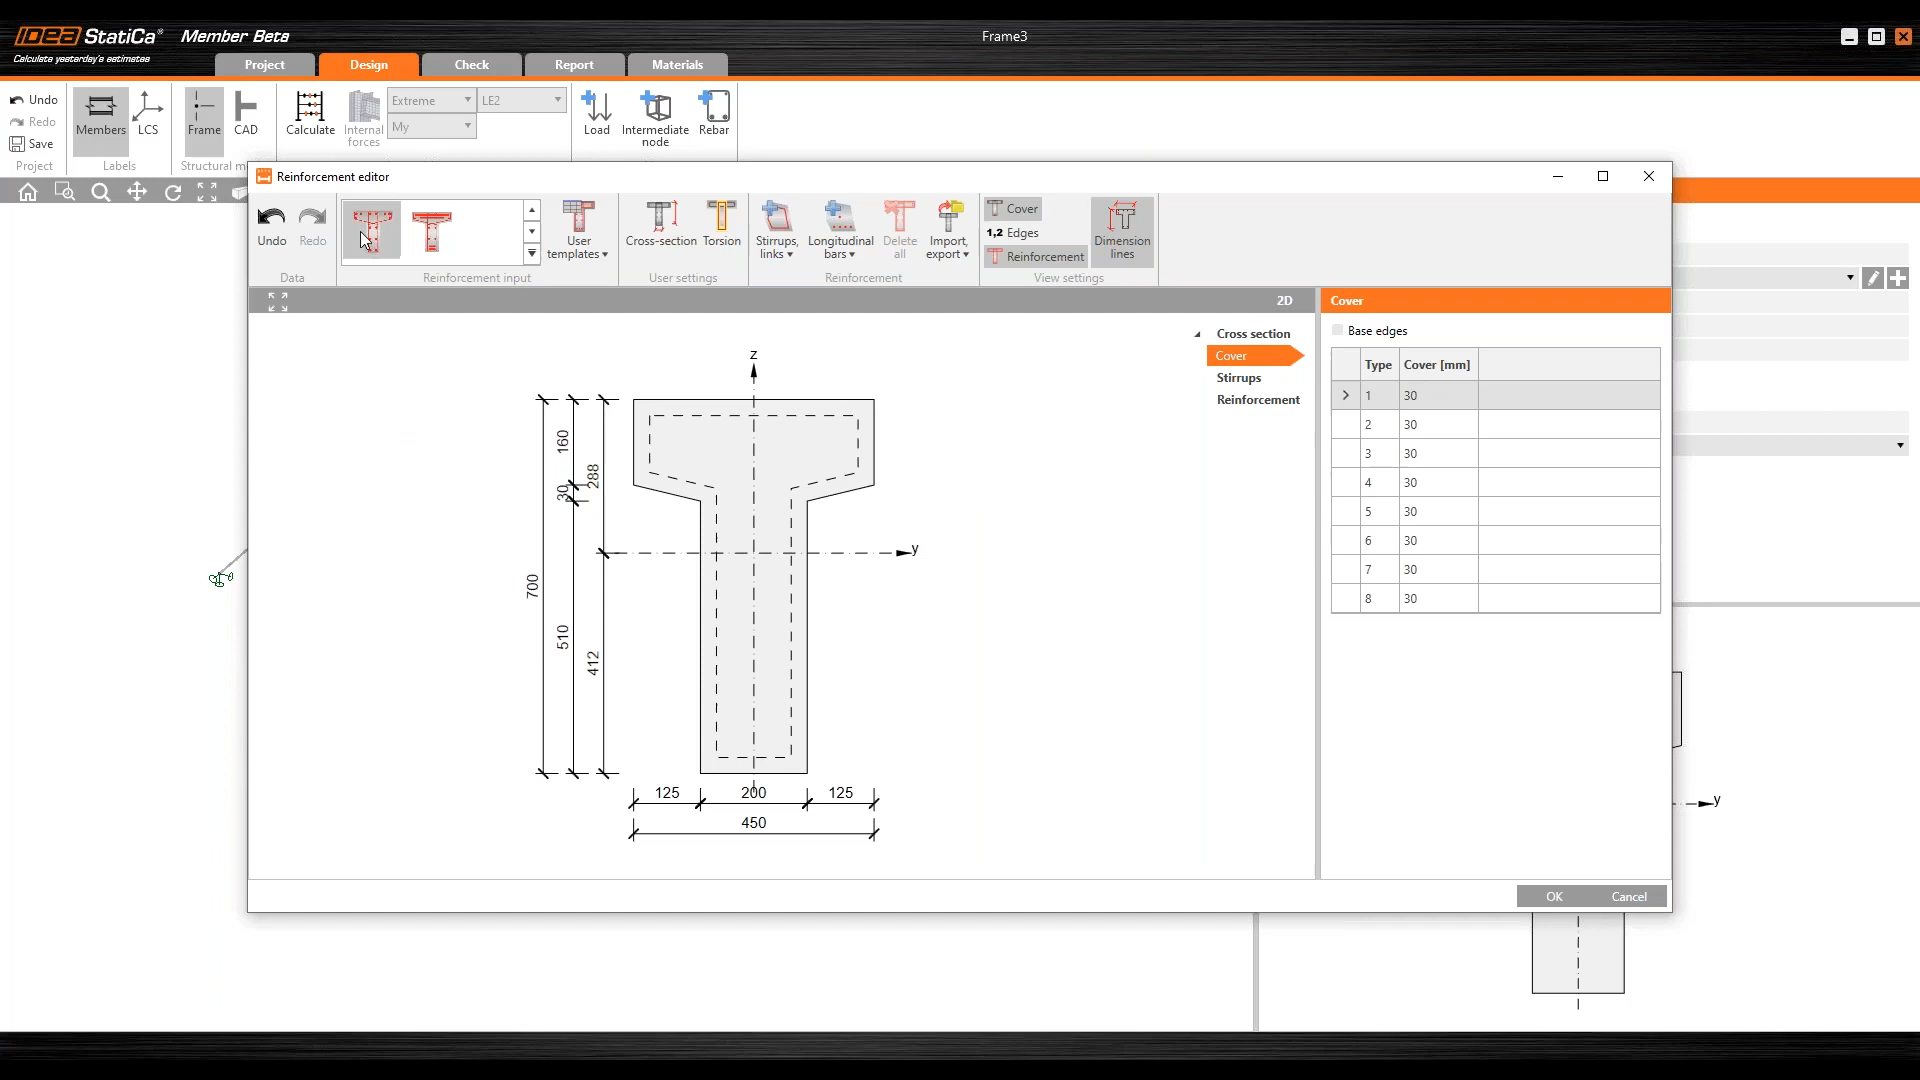 IDEA StatiCa® Member Beta
Calculate yesterday's estimates
Frame3
Project
Design
Check
Report
Materials
Undo
Redo
Save
Project
Members
LCS
Labels
Frame
CAD
Structural m
Calculate
Internal forces
Extreme
LE2
My
Load
Intermediate node
Rebar
Reinforcement editor
Undo
Redo
Data
Reinforcement input
User templates
Cross-section
Torsion
User settings
Stirrups, links
Longitudinal bars
Delete all
Import, export
Reinforcement
Cover
1,2 Edges
Reinforcement
Dimension lines
View settings
2D
Cross section
Cover
Stirrups
Reinforcement
z
y
700
160
30
510
288
412
125
200
125
450
Cover
Base edges
Type Cover [mm]
1 30
2 30
3 30
4 30
5 30
6 30
7 30
8 30
OK
Cancel
y